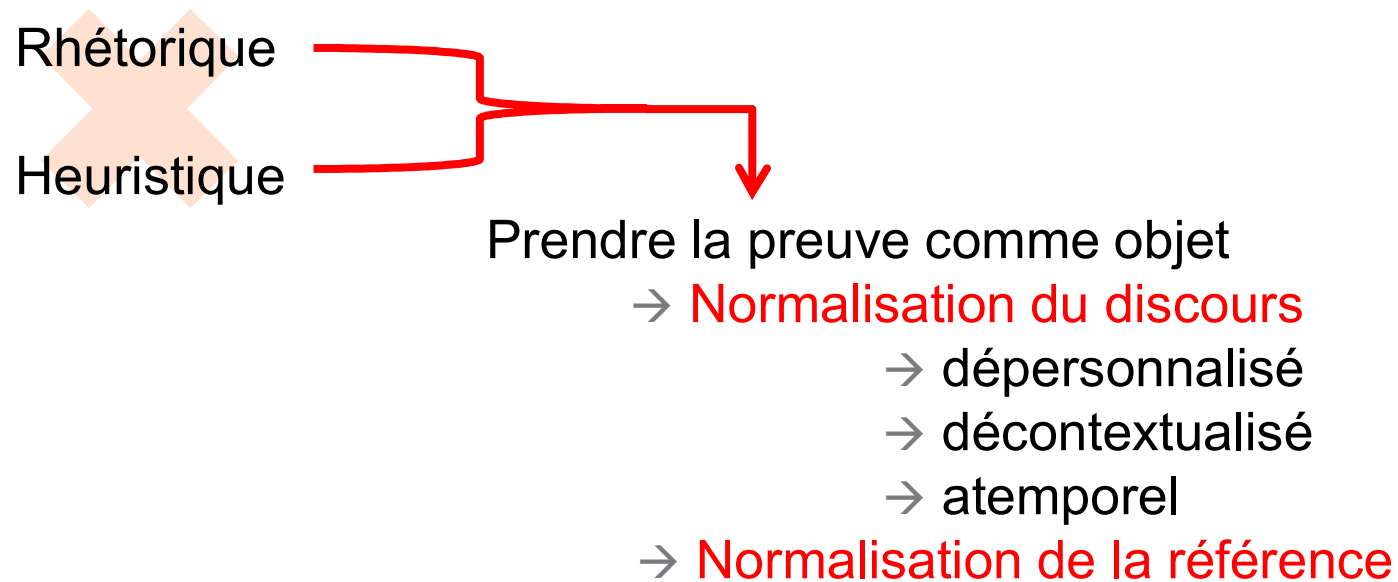 Rhétorique
Heuristique
Prendre la preuve comme objet
→ Normalisation du discours
→ dépersonnalisé
→ décontextualisé
→ atemporel
→ Normalisation de la référence